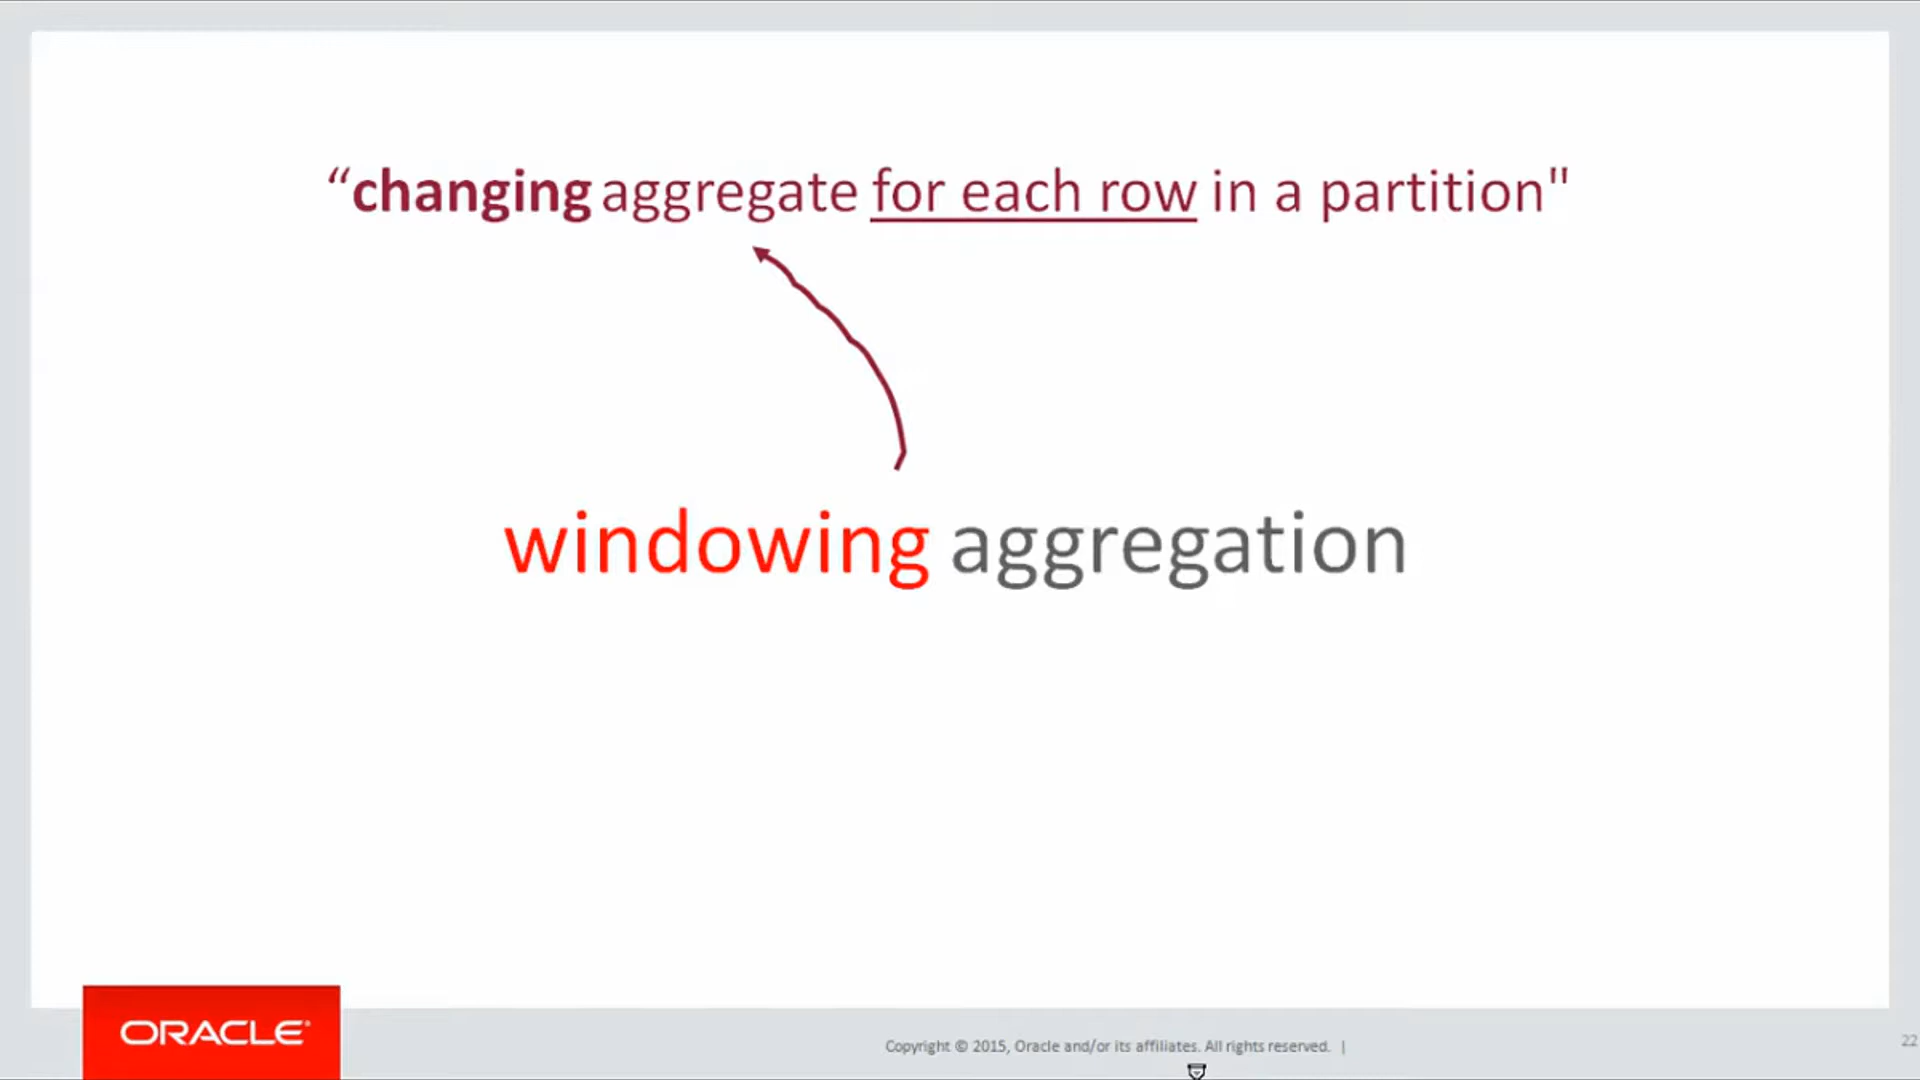 “changing aggregate for each row in a partition"
windowing aggregation
ORACLE®
Copyright © 2015, Oracle and/or its affiliates. All rights reserved. |
22